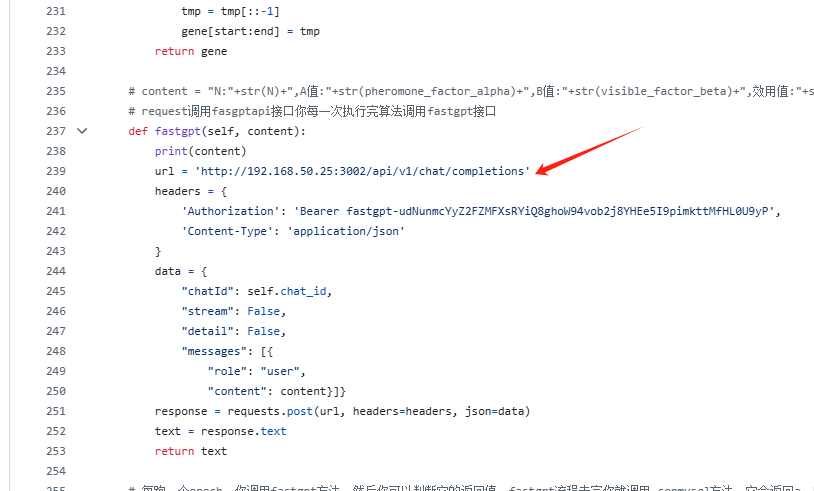 231 tmp = tmp[::-1]
232 gene[start:end] = tmp
233 return gene
234
235 # content = "N:"+str(N)+",A值:"+str(pheromone_factor_alpha)+",B值:"+str(visible_factor_beta)+",效用值:"+s
236 # request调用fasgptapi接口你每一次执行完算法调用fastgpt接口
237 def fastgpt(self, content):
238 print(content)
239 url = 'http://192.168.50.25:3002/api/v1/chat/completions'
240 headers = {
241 'Authorization': 'Bearer fastgpt-udNunmcYyZ2FZMFXsRYiQ8ghoW94vob2j8YHEe5I9pimkttMfHL0U9yP',
242 'Content-Type': 'application/json'
243 }
244 data = {
245 "chatId": self.chat_id,
246 "stream": False,
247 "detail": False,
248 "messages": [{
249 "role": "user",
250 "content": content}]}
251 response = requests.post(url, headers=headers, json=data)
252 text = response.text
253 return text
254